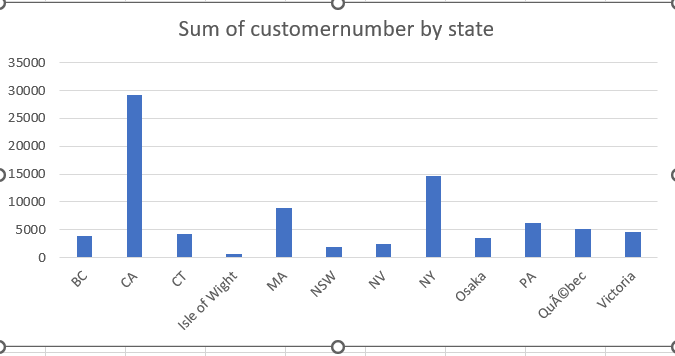 Sum of customernumber by state
35000
30000
25000
20000
15000
10000
5000
0
BC
CA
CT
Isle of Wight
MA
NSW
NV
NY
Osaka
PA
QuÃ©bec
Victoria